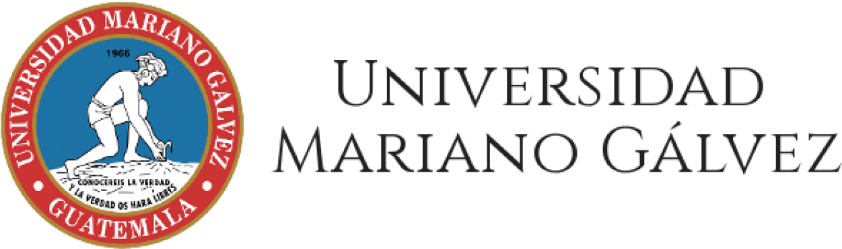 UNIVERSIDAD MARIANO GALVEZ
1966
CONOCEREIS LA VERDAD
Y LA VERDAD OS HARA LIBRES
GUATEMALA
UNIVERSIDAD
MARIANO GÁLVEZ